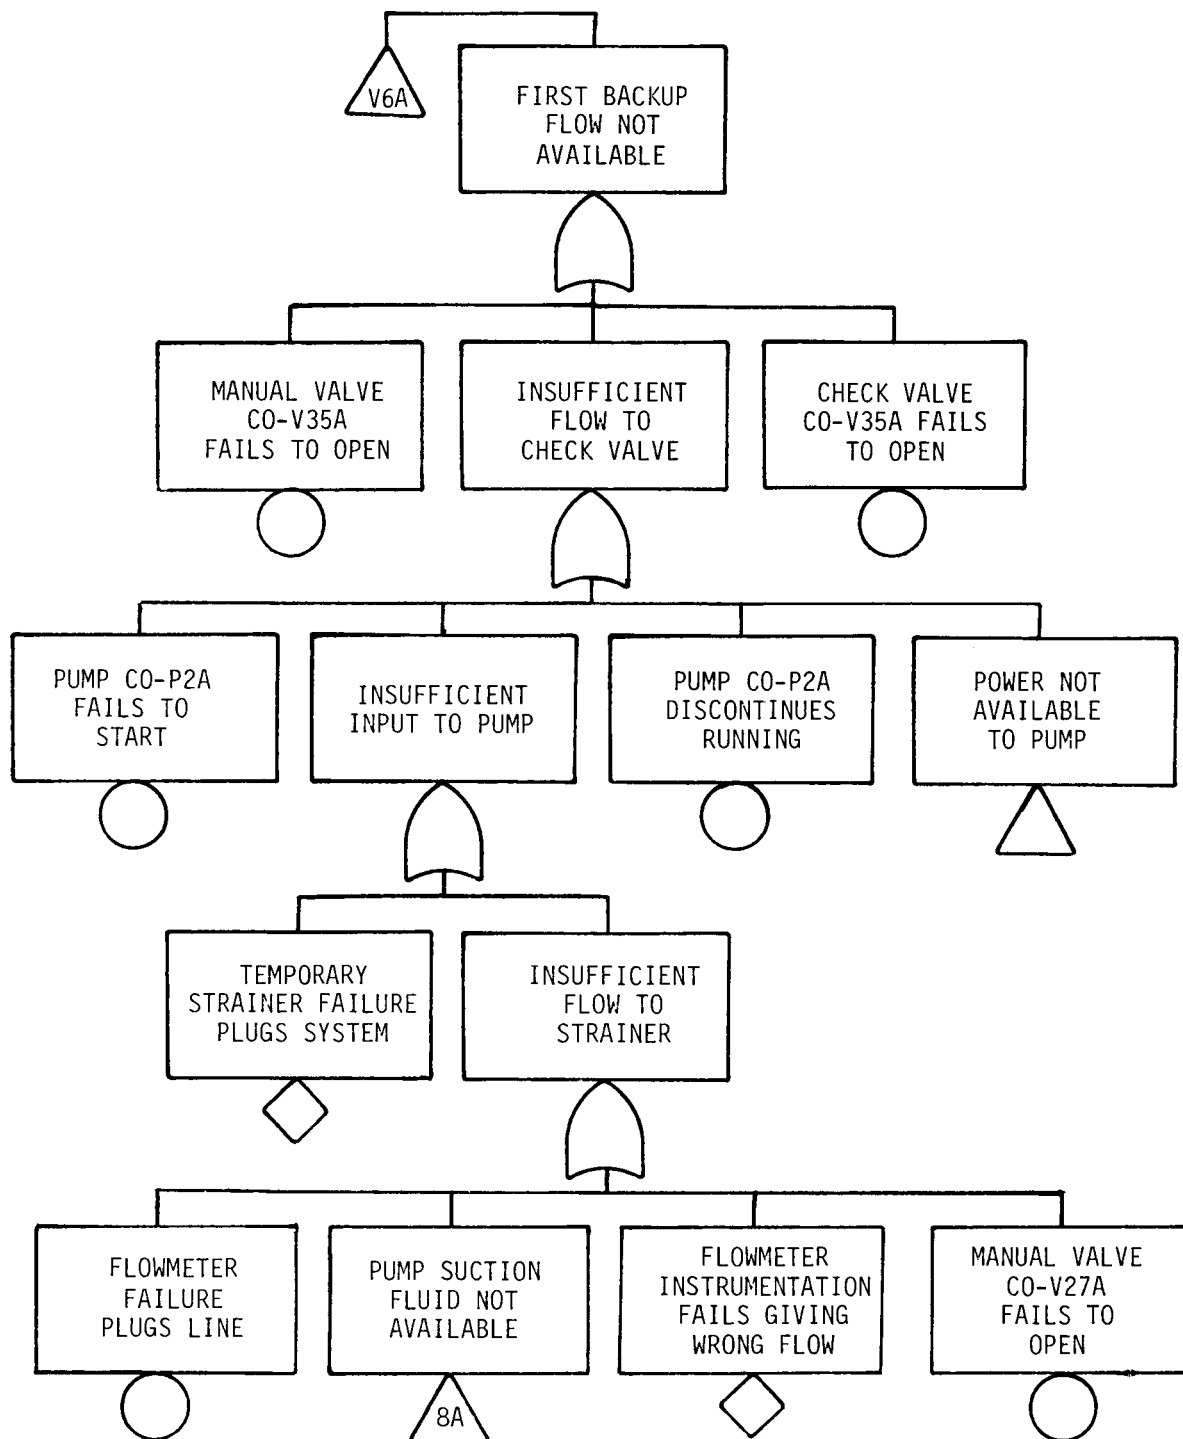 V6A
FIRST BACKUP
FLOW NOT
AVAILABLE
MANUAL VALVE
CO-V35A
FAILS TO OPEN
INSUFFICIENT
FLOW TO
CHECK VALVE
CHECK VALVE
CO-V35A FAILS
TO OPEN
PUMP CO-P2A
FAILS TO
START
INSUFFICIENT
INPUT TO PUMP
PUMP CO-P2A
DISCONTINUES
RUNNING
POWER NOT
AVAILABLE
TO PUMP
TEMPORARY
STRAINER FAILURE
PLUGS SYSTEM
INSUFFICIENT
FLOW TO
STRAINER
FLOWMETER
FAILURE
PLUGS LINE
PUMP SUCTION
FLUID NOT
AVAILABLE
FLOWMETER
INSTRUMENTATION
FAILS GIVING
WRONG FLOW
MANUAL VALVE
CO-V27A
FAILS TO
OPEN
8A